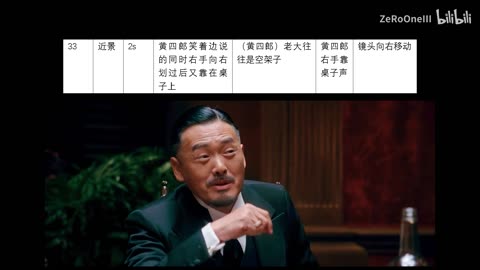 ZeRoOneIII bilibili
33 近景 2s 黄四郎笑着边说 （黄四郎）老大往 黄四郎 镜头向右移动
的同时右手向右 往是空架子 右手靠
划过后又靠在桌 桌子声
子上